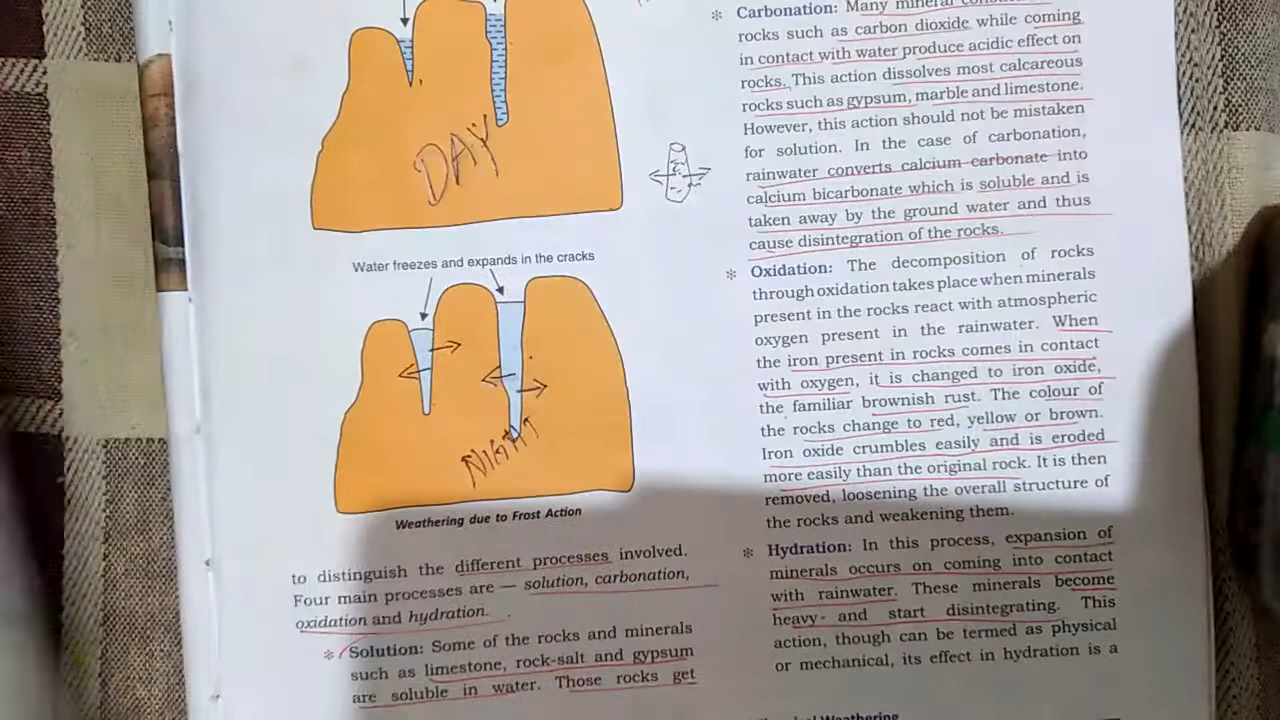 DAY
Water freezes and expands in the cracks
NIGHT
Weathering due to Frost Action
to distinguish the different processes involved.
Four main processes are — solution, carbonation,
oxidation and hydration.
* Solution: Some of the rocks and minerals
such as limestone, rock-salt and gypsum
are soluble in water. Those rocks get
* Carbonation: Many mineral
rocks such as carbon dioxide while coming
in contact with water produce acidic effect on
rocks. This action dissolves most calcareous
rocks such as gypsum, marble and limestone.
However, this action should not be mistaken
for solution. In the case of carbonation,
rainwater converts calcium carbonate into
calcium bicarbonate which is soluble and is
taken away by the ground water and thus
cause disintegration of the rocks.
* Oxidation: The decomposition of rocks
through oxidation takes place when minerals
present in the rocks react with atmospheric
oxygen present in the rainwater. When
the iron present in rocks comes in contact
with oxygen, it is changed to iron oxide,
the familiar brownish rust. The colour of
the rocks change to red, yellow or brown.
Iron oxide crumbles easily and is eroded
more easily than the original rock. It is then
removed, loosening the overall structure of
the rocks and weakening them.
* Hydration: In this process, expansion of
minerals occurs on coming into contact
with rainwater. These minerals become
heavy- and start disintegrating. This
action, though can be termed as physical
or mechanical, its effect in hydration is a
Weathering